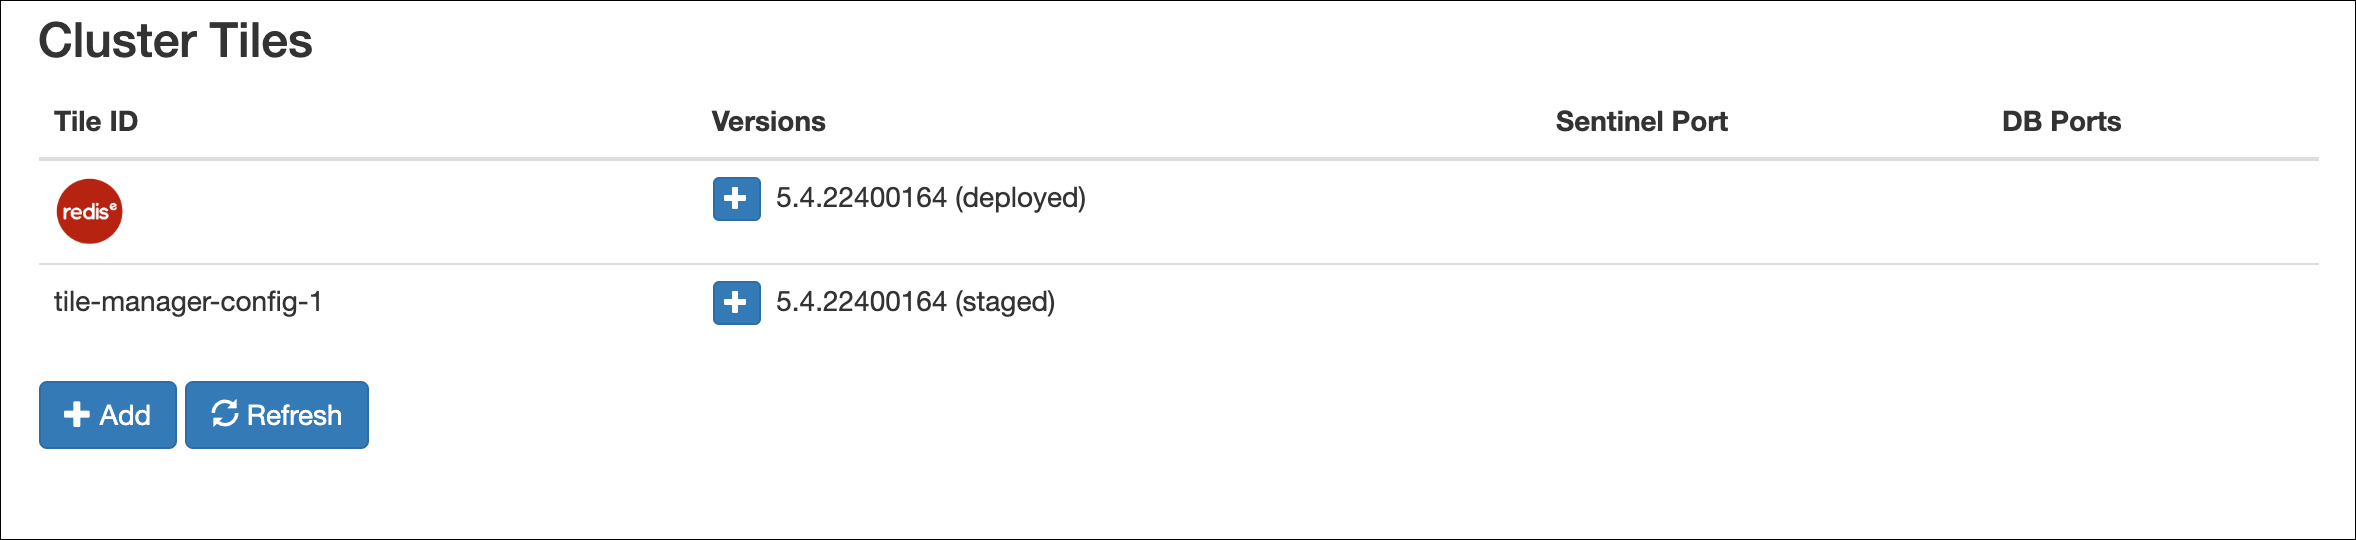 Cluster Tiles
Tile ID Versions Sentinel Port DB Ports
redise 5.4.22400164 (deployed)
tile-manager-config-1 5.4.22400164 (staged)
Add Refresh